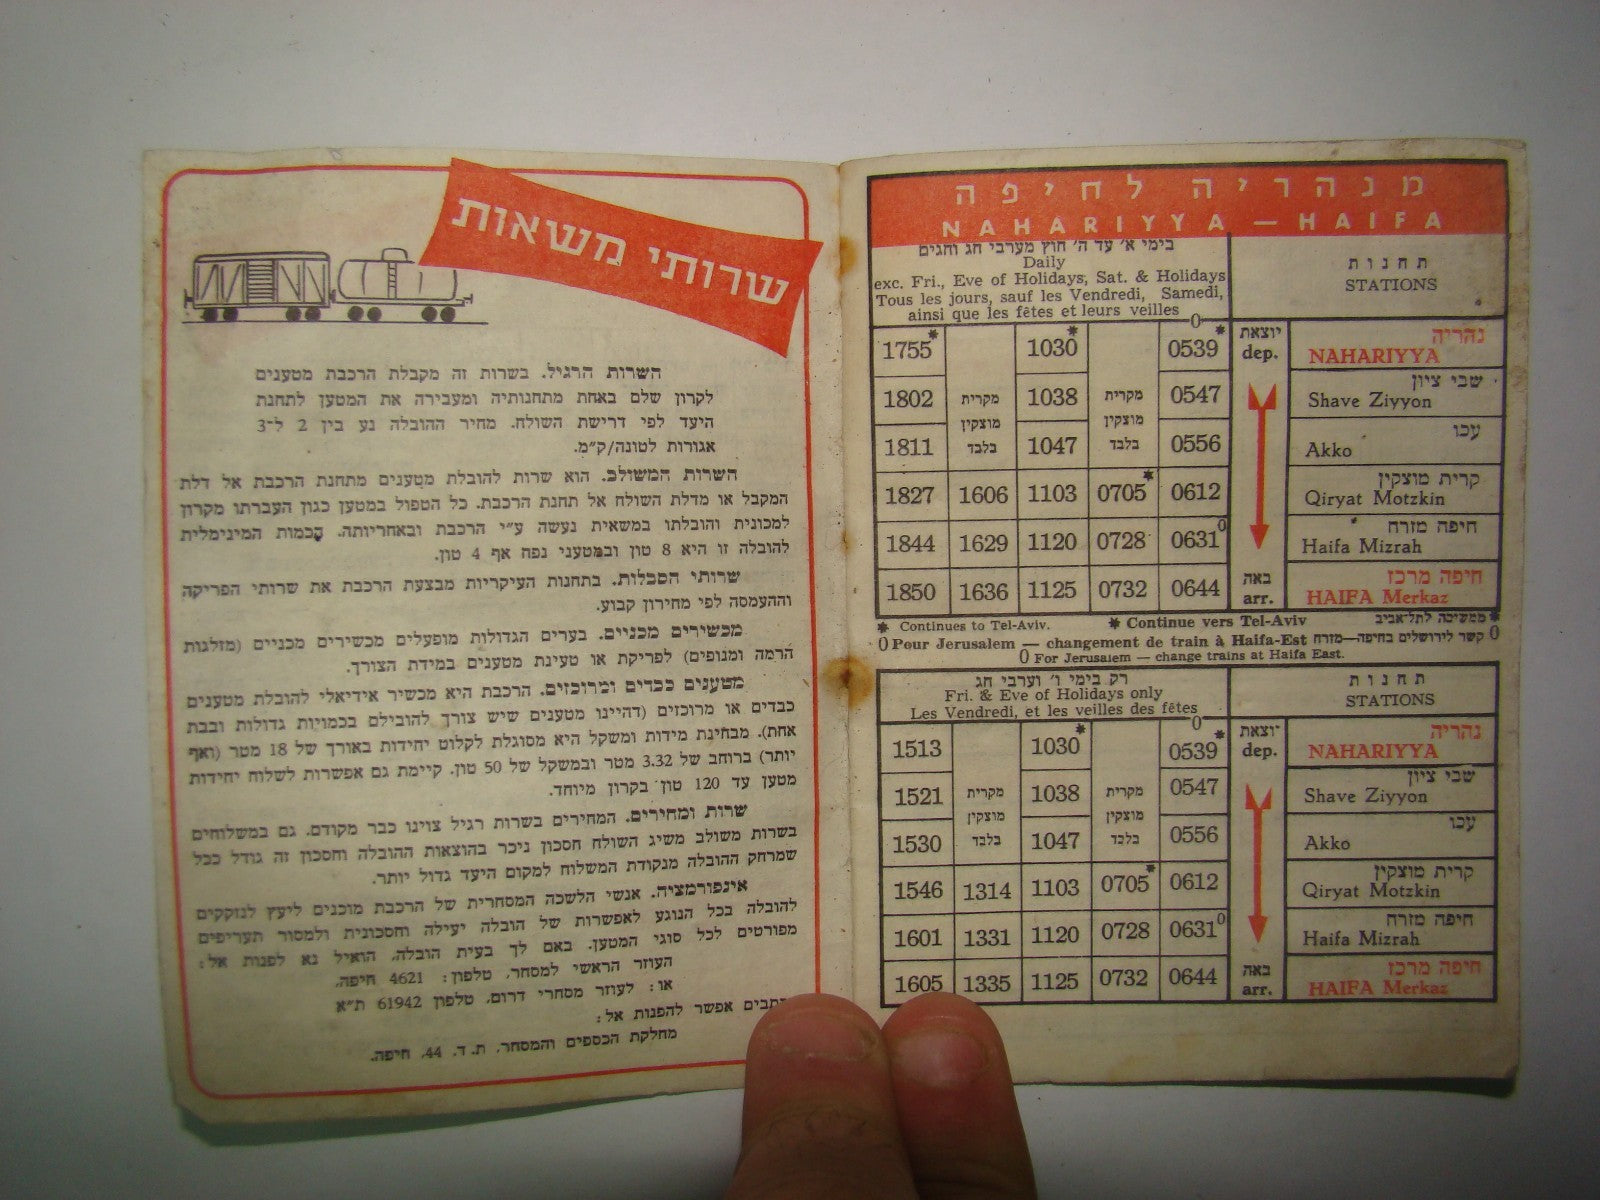 שרותי משאות
השרות הרגיל. בשרות זה מקבלת הרכבת מטענים
לקרון שלם באחת מתחנותיה ומעבירה את המטען לתחנת
היעד לפי דרישת השולח. מחיר ההובלה נע בין 2 ל־3
אגורות לטונה/ק״מ.
השרות המשולב. הוא שרות להובלת מטענים מתחנת הרכבת אל דלת
המקבל או מדלת השולח אל תחנת הרכבת. כל הטפול במטען כגון העברתו מקרון
למכונית והובלתו במשאית נעשה ע״י הרכבת ובאחריותה. הכמות המינימלית
להובלה זו היא 8 טון ובמטעני נפח אף 4 טון.
שרותי הסבלות. בתחנות העיקריות מבצעת הרכבת את שרותי הפריקה
וההעמסה לפי מחירון קבוע.
מכשירים מכניים. בערים הגדולות מופעלים מכשירים מכניים (מזלגות
הרמה ומנופים) לפריקת או טעינת מטענים במידת הצורך.
מטענים כבדים ומרוכזים. הרכבת היא מכשיר אידיאלי להובלת מטענים
כבדים או מרוכזים (דהיינו מטענים שיש צורך להובילם בכמויות גדולות ובבת
אחת). מבחינת מידות ומשקל היא מסוגלת לקלוט יחידות באורך של 18 מטר (ואף
יותר) ברוחב של 3.32 מטר ובמשקל של 50 טון. קיימת גם אפשרות לשלוח יחידות
מטען עד 120 טון בקרון מיוחד.
שרות ומחירים. המחירים בשרות רגיל צוינו כבר מקודם. גם במשלוחים
בשרות משולב משיג השולח חסכון ניכר בהוצאות ההובלה וחסכון זה גודל ככל
שמרחק ההובלה מנקודת המשלוח למקום היעד גדול יותר.
אינפורמציה. אנשי הלשכה המסחרית של הרכבת מוכנים ליעץ לנזקקים
להובלה בכל הנוגע לאפשרות של הובלה יעילה וחסכונית ולמסור תעריפים
מפורטים לכל סוגי המטען. באם לך בעית הובלה, הואיל נא לפנות אל:
העוזר הראשי למסחר, טלפון: 4621 חיפה,
או: לעוזר מסחרי דרום, טלפון 61942 ת״א
אפשר להפנות אל:
מחלקת הכספים והמסחר, ת. ד. 44, חיפה.
מנהריה לחיפה
NAHARIYYA — HAIFA
בימי א׳ עד ה׳ חוץ מערבי חג וחגים
Daily
exc. Fri., Eve of Holidays, Sat. & Holidays
Tous les jours, sauf les Vendredi, Samedi,
ainsi que les fêtes et leurs veilles
תחנות
STATIONS
1755* 1030* 0539* 0 יוצאת dep. נהריה NAHARIYYA
1802 1038 0547 שבי ציון Shave Ziyyon
מקרית מוצקין בלבד מקרית מוצקין בלבד
1811 1047 0556 עכו Akko
1827 1606 1103 0705* 0612 קרית מוצקין Qiryat Motzkin
1844 1629 1120 0728 0631 0 חיפה מזרח Haifa Mizrah
1850 1636 1125 0732 0644 באה arr. חיפה מרכז HAIFA Merkaz
* Continues to Tel-Aviv. * Continue vers Tel-Aviv * ממשיכה לתל־אביב
0 Pour Jerusalem — changement de train à Haifa-Est 0 קשר לירושלים בחיפה—מזרח
0 For Jerusalem — change trains at Haifa East.
רק בימי ו׳ וערבי חג
Fri. & Eve of Holidays only
Les Vendredi, et les veilles des fêtes
תחנות
STATIONS
1513 1030* 0539* 0 יוצאת dep. נהריה NAHARIYYA
1521 1038 0547 שבי ציון Shave Ziyyon
מקרית מוצקין בלבד מקרית מוצקין בלבד
1530 1047 0556 עכו Akko
1546 1314 1103 0705* 0612 קרית מוצקין Qiryat Motzkin
1601 1331 1120 0728 0631 0 חיפה מזרח Haifa Mizrah
1605 1335 1125 0732 0644 באה arr. חיפה מרכז HAIFA Merkaz